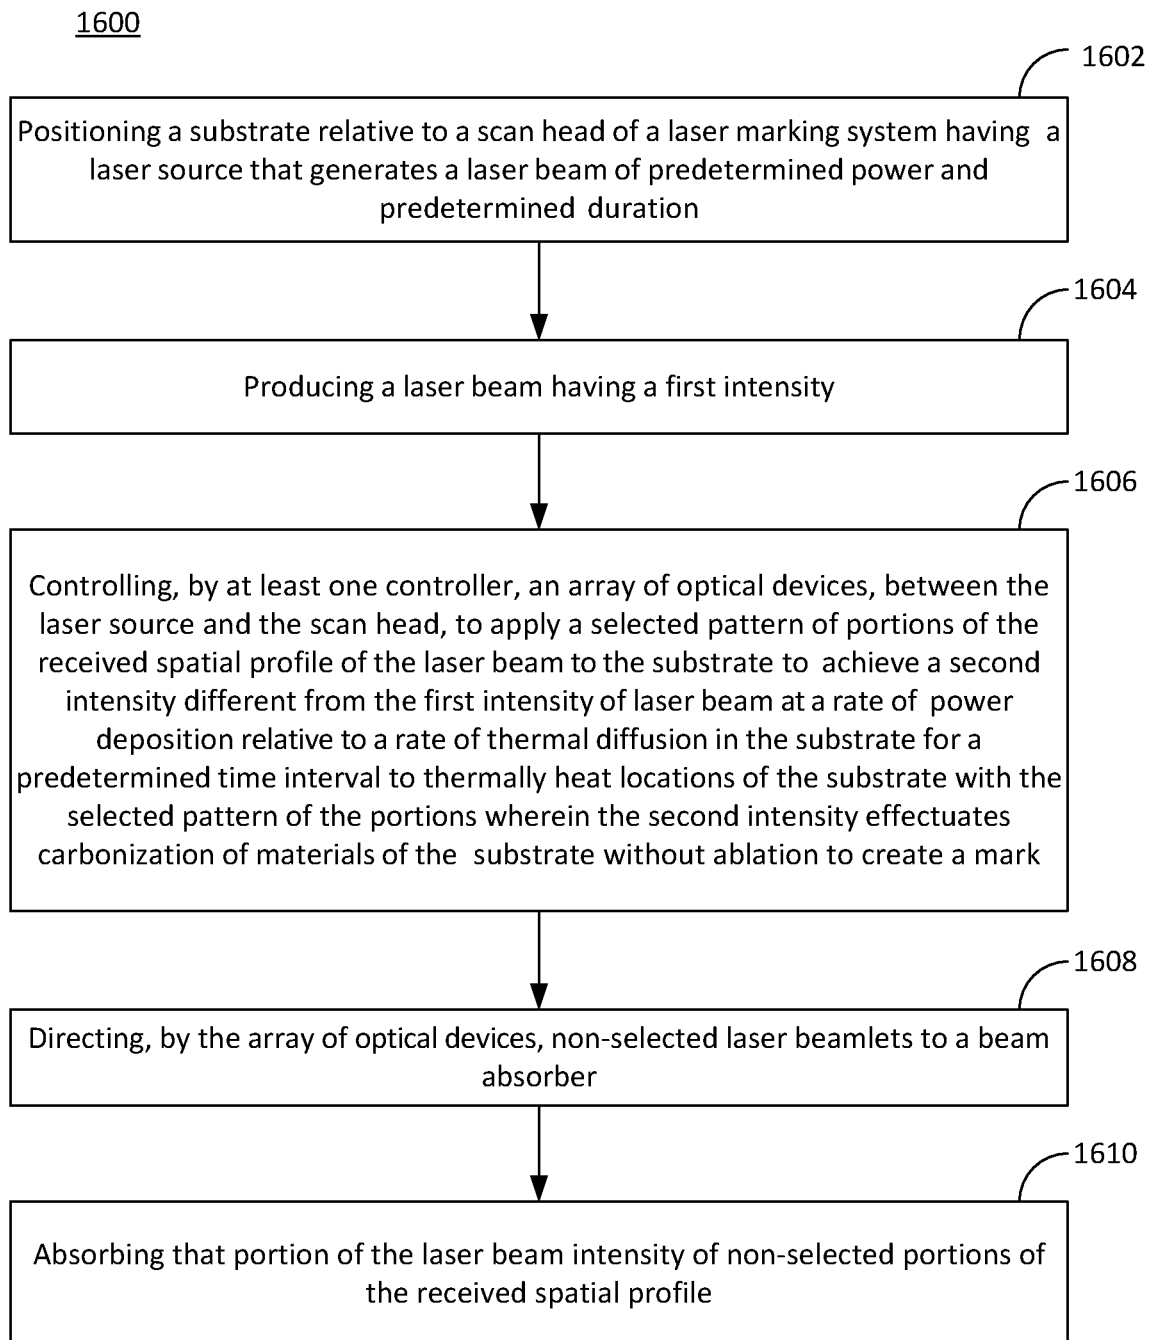 1600
1602
Positioning a substrate relative to a scan head of a laser marking system having a
laser source that generates a laser beam of predetermined power and
predetermined duration
1604
Producing a laser beam having a first intensity
1606
Controlling, by at least one controller, an array of optical devices, between the
laser source and the scan head, to apply a selected pattern of portions of the
received spatial profile of the laser beam to the substrate to achieve a second
intensity different from the first intensity of laser beam at a rate of power
deposition relative to a rate of thermal diffusion in the substrate for a
predetermined time interval to thermally heat locations of the substrate with the
selected pattern of the portions wherein the second intensity effectuates
carbonization of materials of the substrate without ablation to create a mark
1608
Directing, by the array of optical devices, non-selected laser beamlets to a beam
absorber
1610
Absorbing that portion of the laser beam intensity of non-selected portions of
the received spatial profile